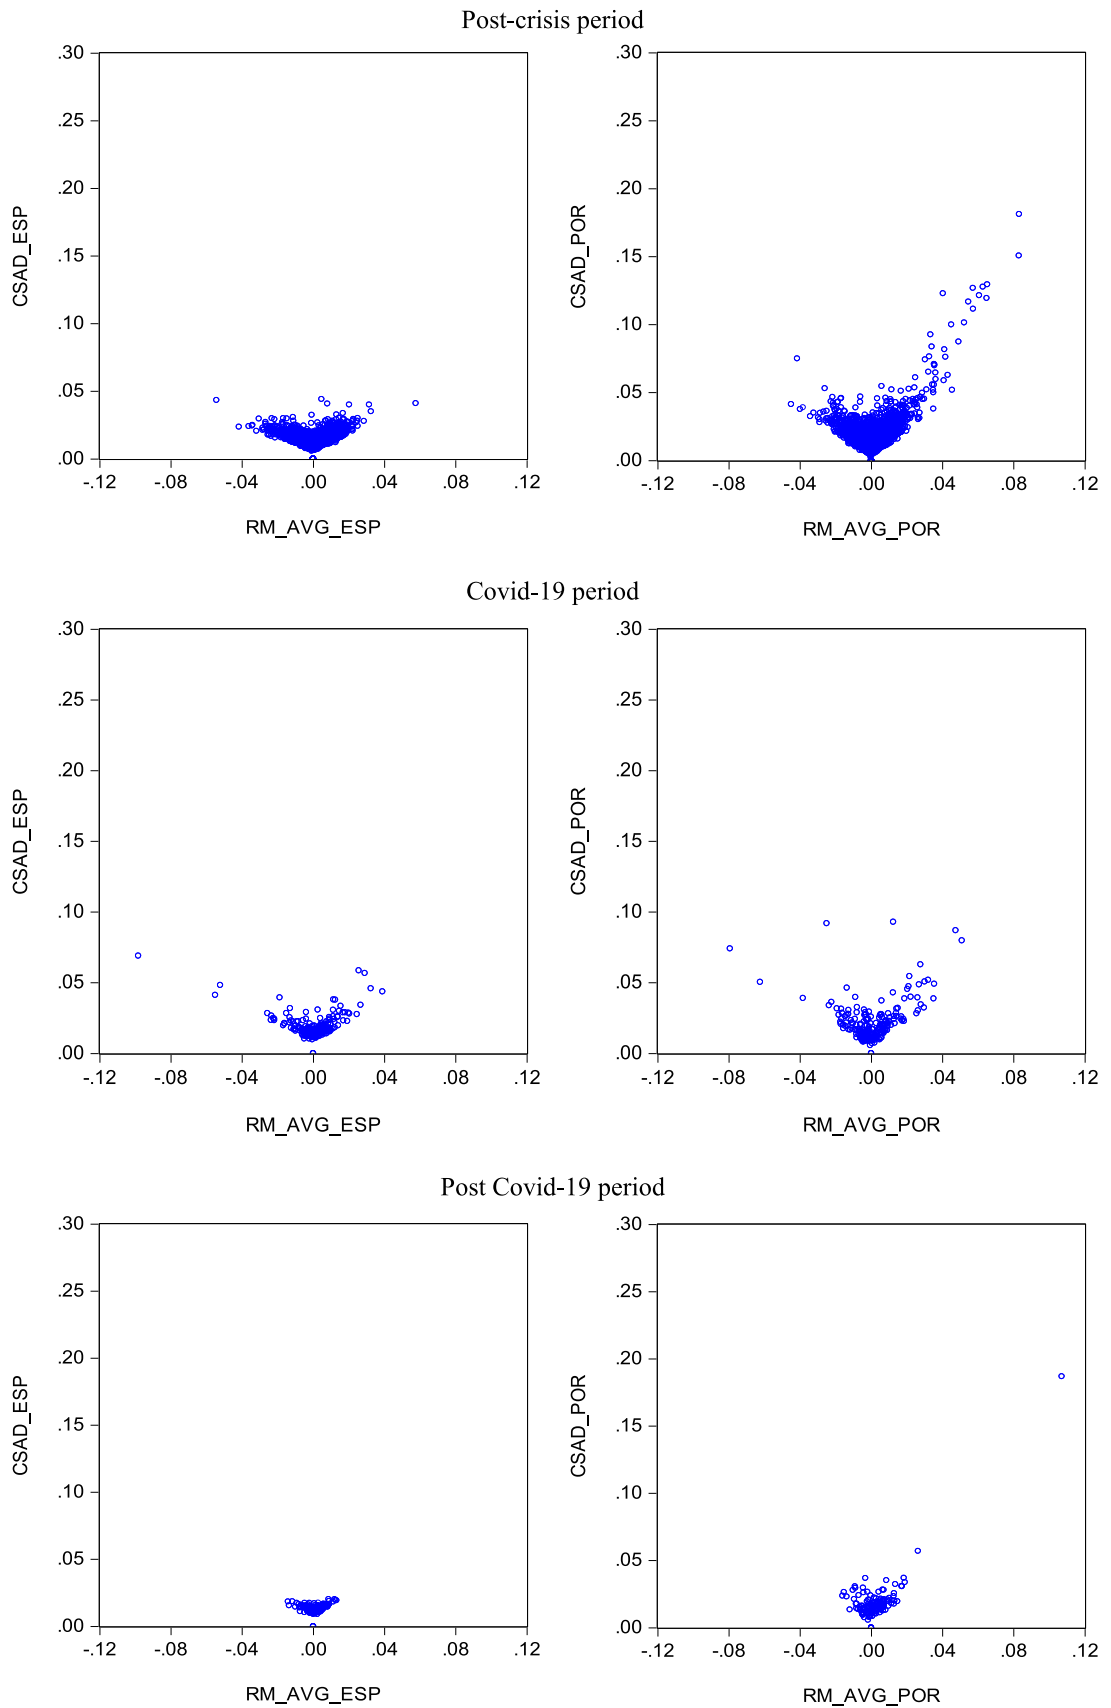 Post-crisis period
.30 .30
.25 .25
.20 .20
.15 .15
.10 .10
.05 .05
.00 .00
CSAD_ESP CSAD_POR
-.12 -.08 -.04 .00 .04 .08 .12 -.12 -.08 -.04 .00 .04 .08 .12
RM_AVG_ESP RM_AVG_POR
Covid-19 period
.30 .30
.25 .25
.20 .20
.15 .15
.10 .10
.05 .05
.00 .00
CSAD_ESP CSAD_POR
-.12 -.08 -.04 .00 .04 .08 .12 -.12 -.08 -.04 .00 .04 .08 .12
RM_AVG_ESP RM_AVG_POR
Post Covid-19 period
.30 .30
.25 .25
.20 .20
.15 .15
.10 .10
.05 .05
.00 .00
CSAD_ESP CSAD_POR
-.12 -.08 -.04 .00 .04 .08 .12 -.12 -.08 -.04 .00 .04 .08 .12
RM_AVG_ESP RM_AVG_POR